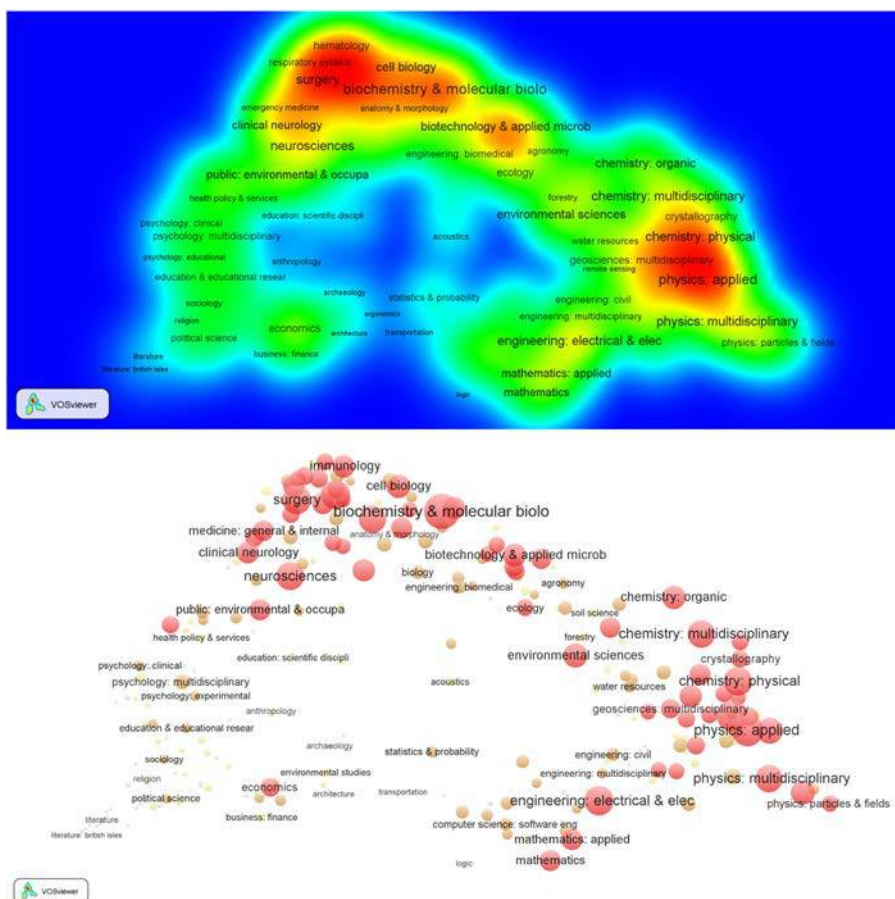 hematology
respiratory system
cell biology
surgery
biochemistry & molecular biolo
emergency medicine
anatomy & morphology
clinical neurology
biotechnology & applied microb
neurosciences
engineering: biomedical
agronomy
chemistry: organic
ecology
public: environmental & occupa
health policy & services
forestry
chemistry: multidisciplinary
education: scientific discipli
environmental sciences
crystallography
psychology: clinical
psychology: multidisciplinary
acoustics
water resources
chemistry: physical
psychology: educational
anthropology
geosciences: multidisciplinary
remote sensing
education & educational resear
physics: applied
archaeology
statistics & probability
sociology
engineering: civil
ergonomics
engineering: multidisciplinary
religion
economics
physics: multidisciplinary
political science
architecture
transportation
engineering: electrical & elec
physics: particles & fields
literature
business: finance
literature: british isles
mathematics: applied
mathematics
logic
VOSviewer
immunology
cell biology
surgery
biochemistry & molecular biolo
medicine: general & internal
anatomy & morphology
clinical neurology
biotechnology & applied microb
neurosciences
biology
engineering: biomedical
agronomy
chemistry: organic
public: environmental & occupa
ecology
soil science
health policy & services
forestry
chemistry: multidisciplinary
education: scientific discipli
environmental sciences
crystallography
psychology: clinical
psychology: multidisciplinary
acoustics
water resources
chemistry: physical
psychology: experimental
anthropology
geosciences: multidisciplinary
education & educational resear
physics: applied
archaeology
statistics & probability
sociology
engineering: civil
environmental studies
engineering: multidisciplinary
religion
physics: multidisciplinary
economics
political science
architecture
transportation
engineering: electrical & elec
physics: particles & fields
literature
business: finance
computer science: software eng
literature: british isles
mathematics: applied
mathematics
logic
VOSviewer